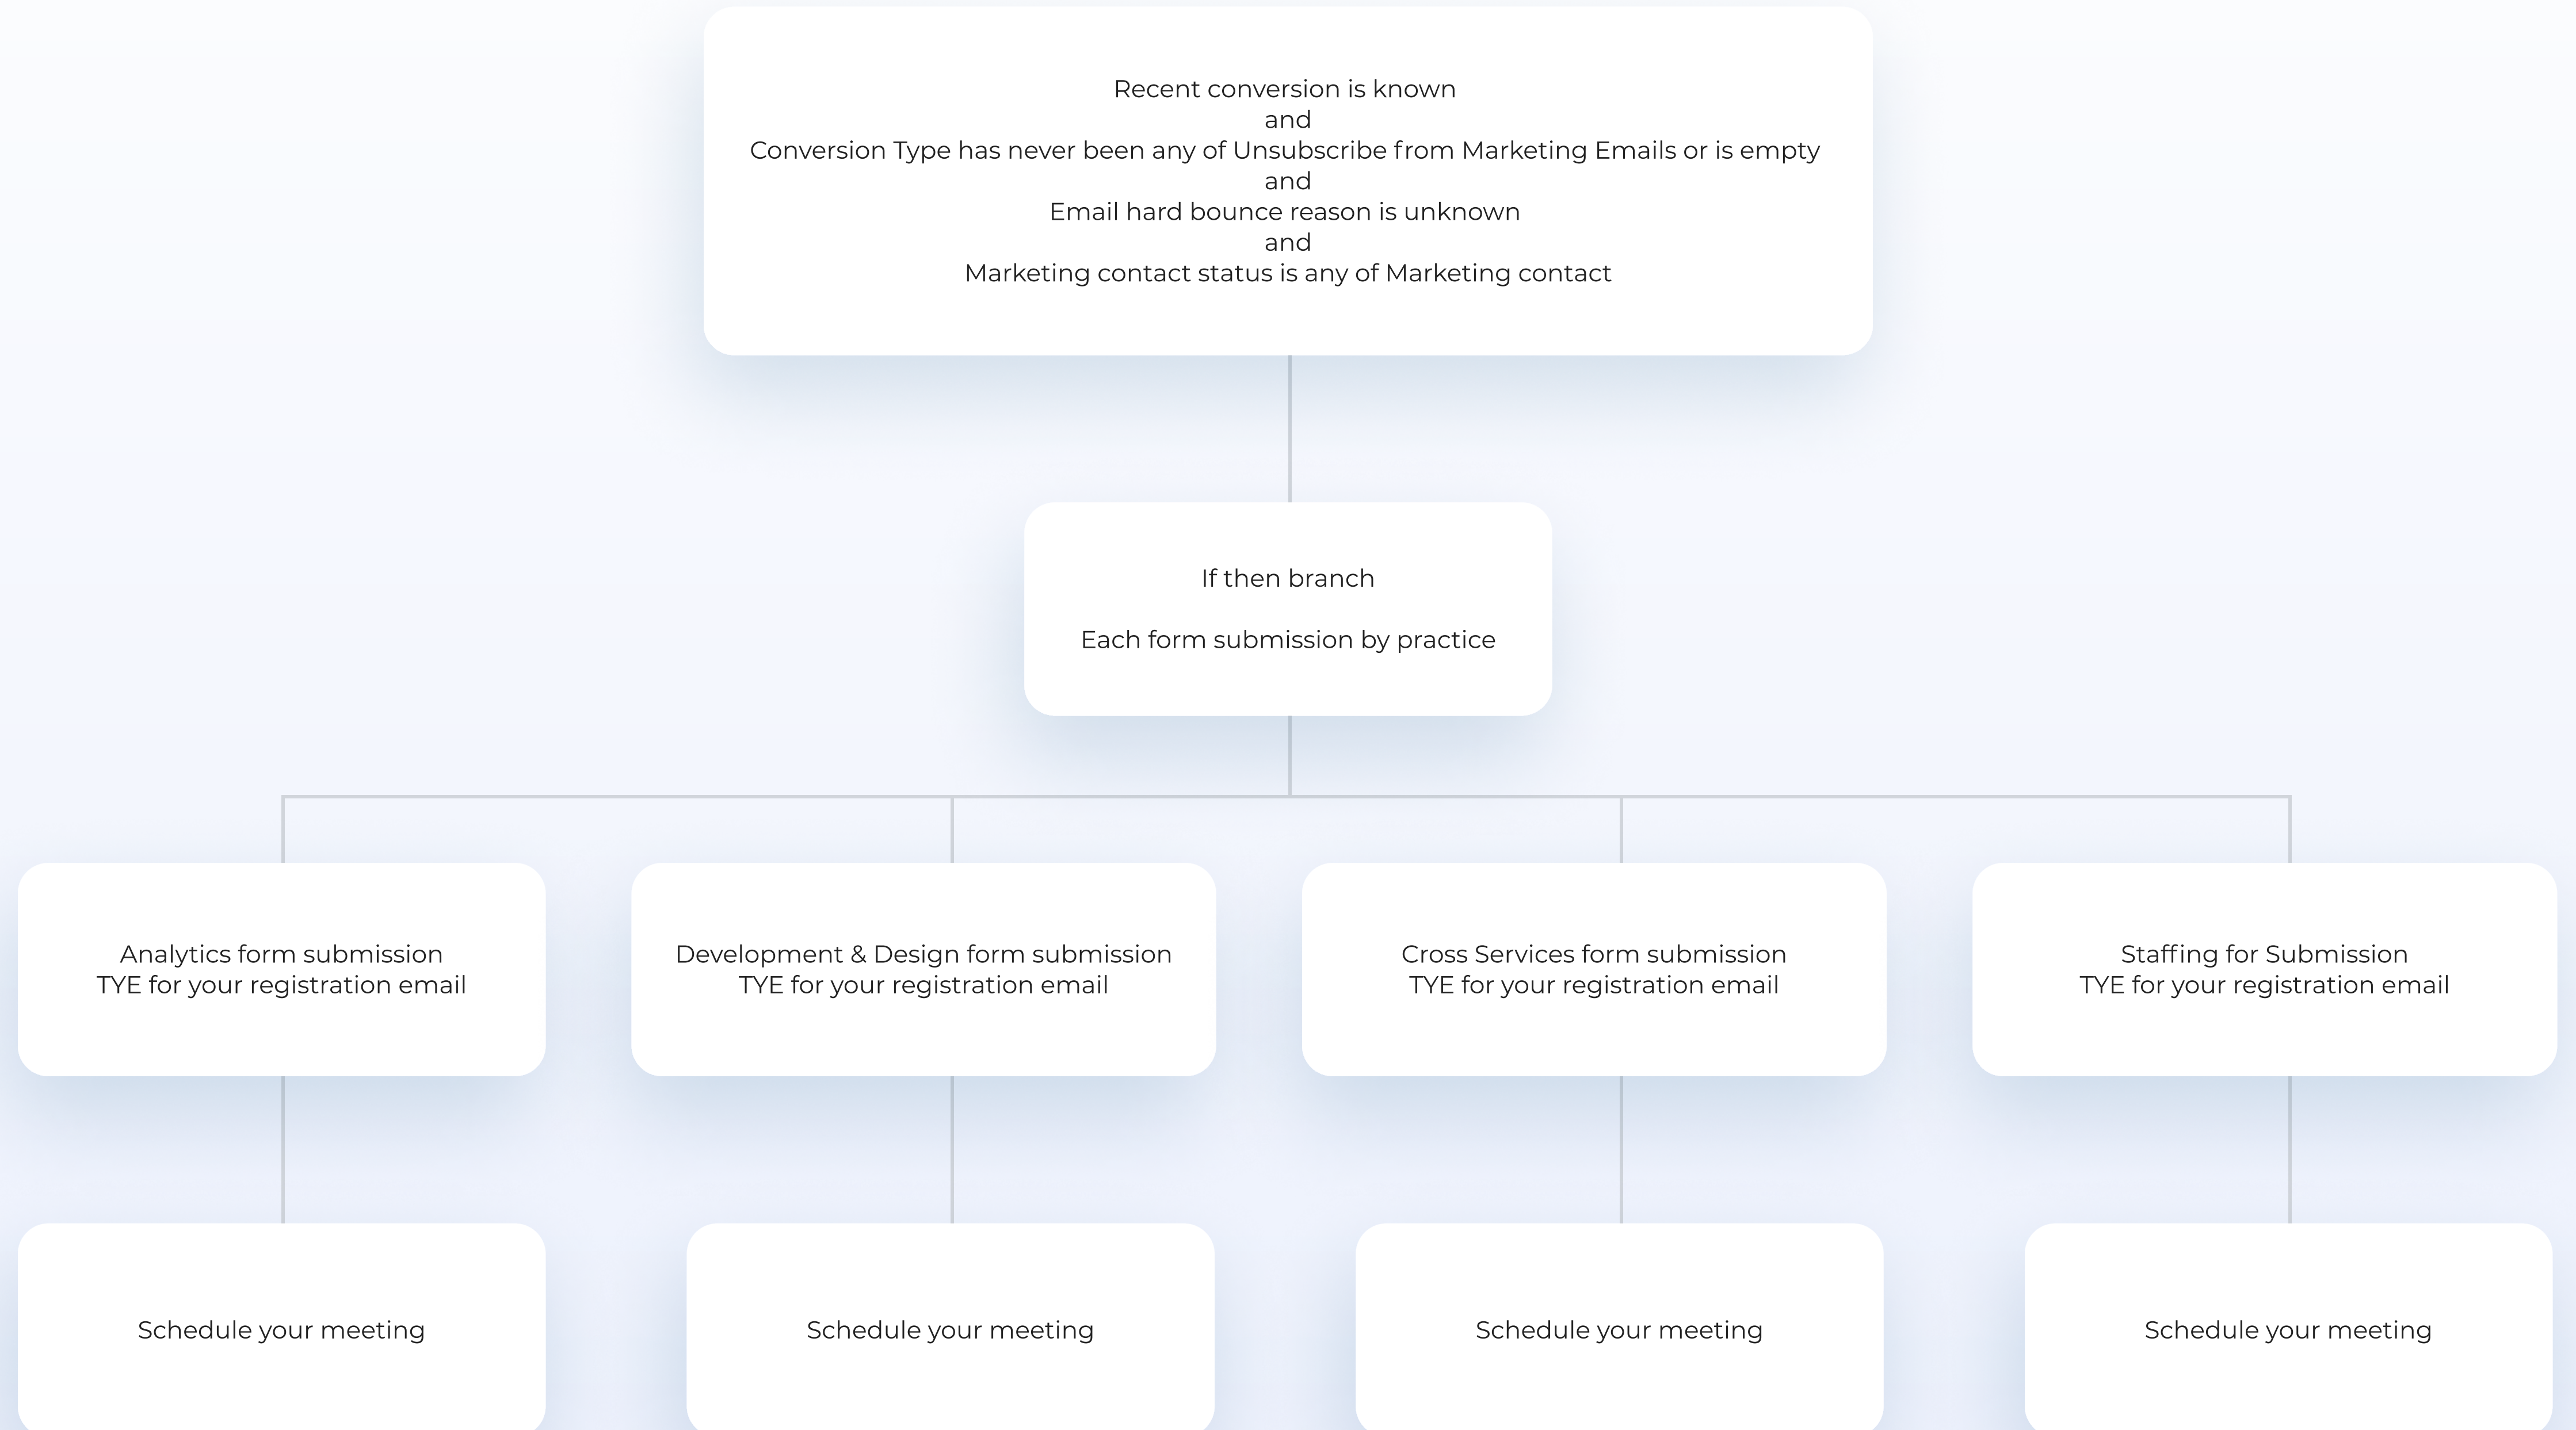 Recent conversion is known
and
Conversion Type has never been any of Unsubscribe from Marketing Emails or is empty
and
Email hard bounce reason is unknown
and
Marketing contact status is any of Marketing contact
If then branch
Each form submission by practice
Analytics form submission
TYE for your registration email
Development & Design form submission
TYE for your registration email
Cross Services form submission
TYE for your registration email
Staffing for Submission
TYE for your registration email
Schedule your meeting
Schedule your meeting
Schedule your meeting
Schedule your meeting